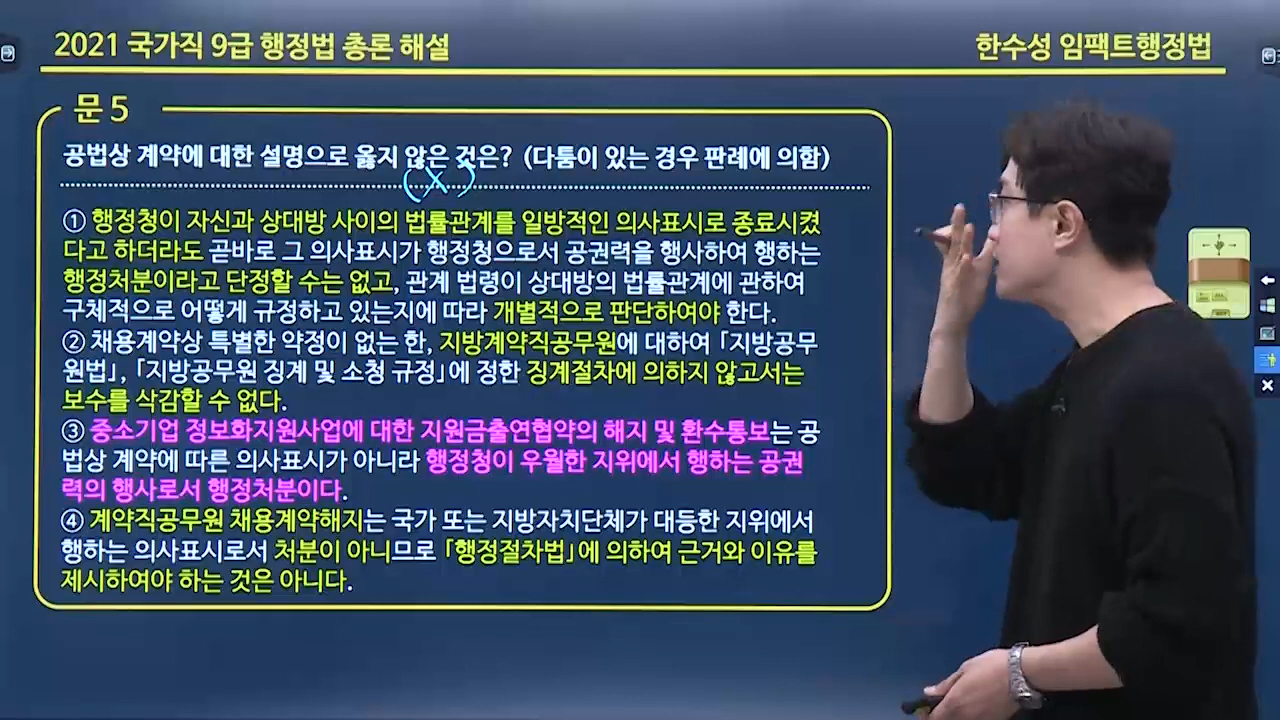 2021 국가직 9급 행정법 총론 해설
한수성 임팩트행정법
문 5
공법상 계약에 대한 설명으로 옳지 않은 것은? (다툼이 있는 경우 판례에 의함)
(×)
① 행정청이 자신과 상대방 사이의 법률관계를 일방적인 의사표시로 종료시켰
다고 하더라도 곧바로 그 의사표시가 행정청으로서 공권력을 행사하여 행하는
행정처분이라고 단정할 수는 없고, 관계 법령이 상대방의 법률관계에 관하여
구체적으로 어떻게 규정하고 있는지에 따라 개별적으로 판단하여야 한다.
② 채용계약상 특별한 약정이 없는 한, 지방계약직공무원에 대하여 「지방공무
원법」, 「지방공무원 징계 및 소청 규정」에 정한 징계절차에 의하지 않고서는
보수를 삭감할 수 없다.
③ 중소기업 정보화지원사업에 대한 지원금출연협약의 해지 및 환수통보는 공
법상 계약에 따른 의사표시가 아니라 행정청이 우월한 지위에서 행하는 공권
력의 행사로서 행정처분이다.
④ 계약직공무원 채용계약해지는 국가 또는 지방자치단체가 대등한 지위에서
행하는 의사표시로서 처분이 아니므로 「행정절차법」에 의하여 근거와 이유를
제시하여야 하는 것은 아니다.